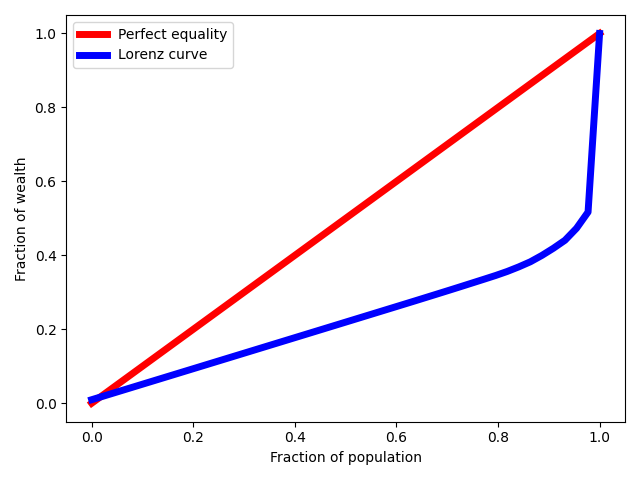 Perfect equality
Lorenz curve
1.0
0.8
0.6
0.4
0.2
0.0
Fraction of wealth
0.0 0.2 0.4 0.6 0.8 1.0
Fraction of population